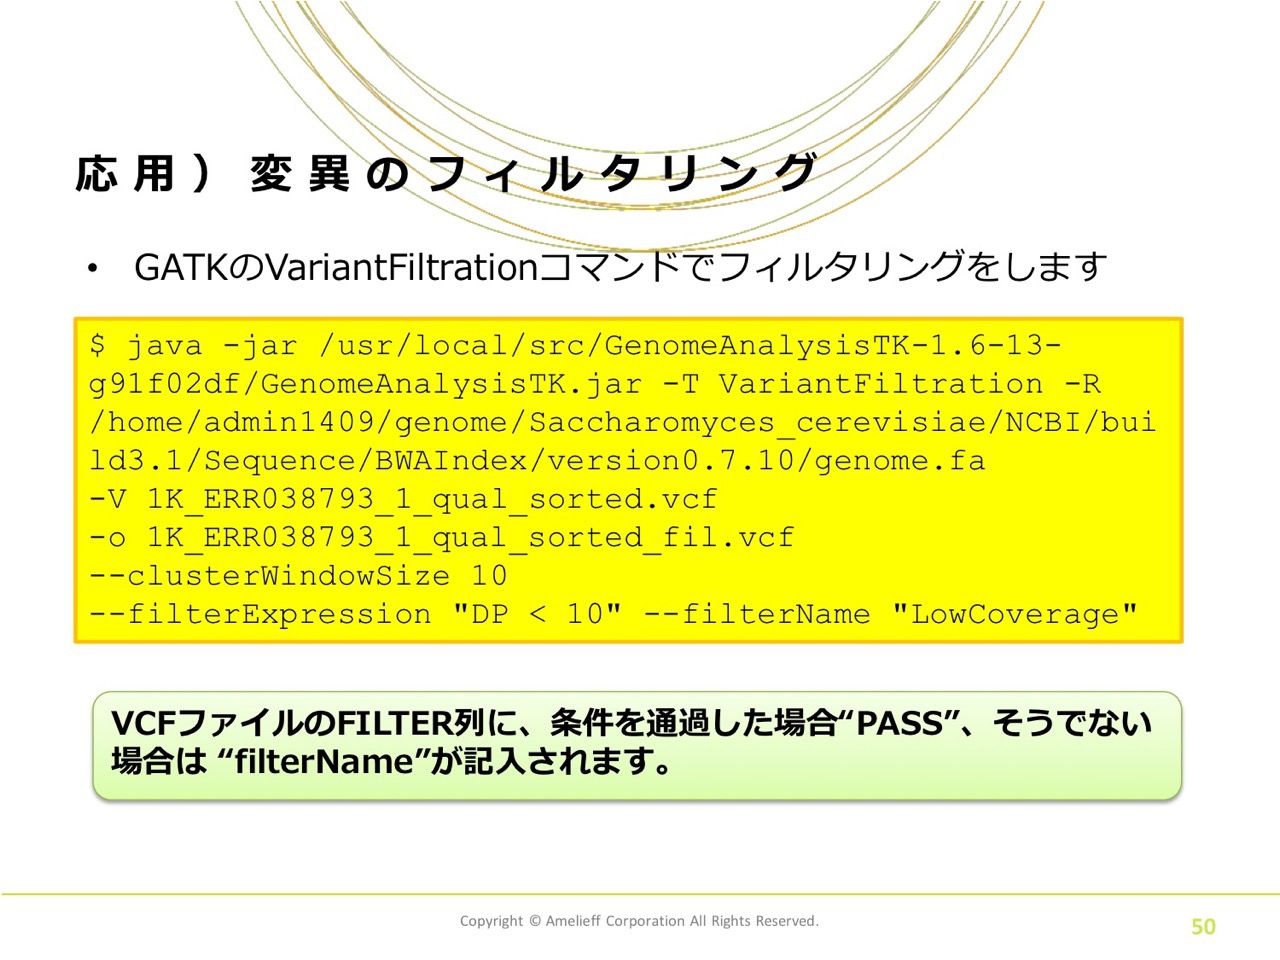 応用）変異のフィルタリング
• GATKのVariantFiltrationコマンドでフィルタリングをします
$ java -jar /usr/local/src/GenomeAnalysisTK-1.6-13-
g91f02df/GenomeAnalysisTK.jar -T VariantFiltration -R
/home/admin1409/genome/Saccharomyces_cerevisiae/NCBI/bui
ld3.1/Sequence/BWAIndex/version0.7.10/genome.fa
-V 1K_ERR038793_1_qual_sorted.vcf
-o 1K_ERR038793_1_qual_sorted_fil.vcf
--clusterWindowSize 10
--filterExpression "DP < 10" --filterName "LowCoverage"
VCFファイルのFILTER列に、条件を通過した場合“PASS”、そうでない
場合は “filterName”が記入されます。
Copyright © Amelieff Corporation All Rights Reserved.
50